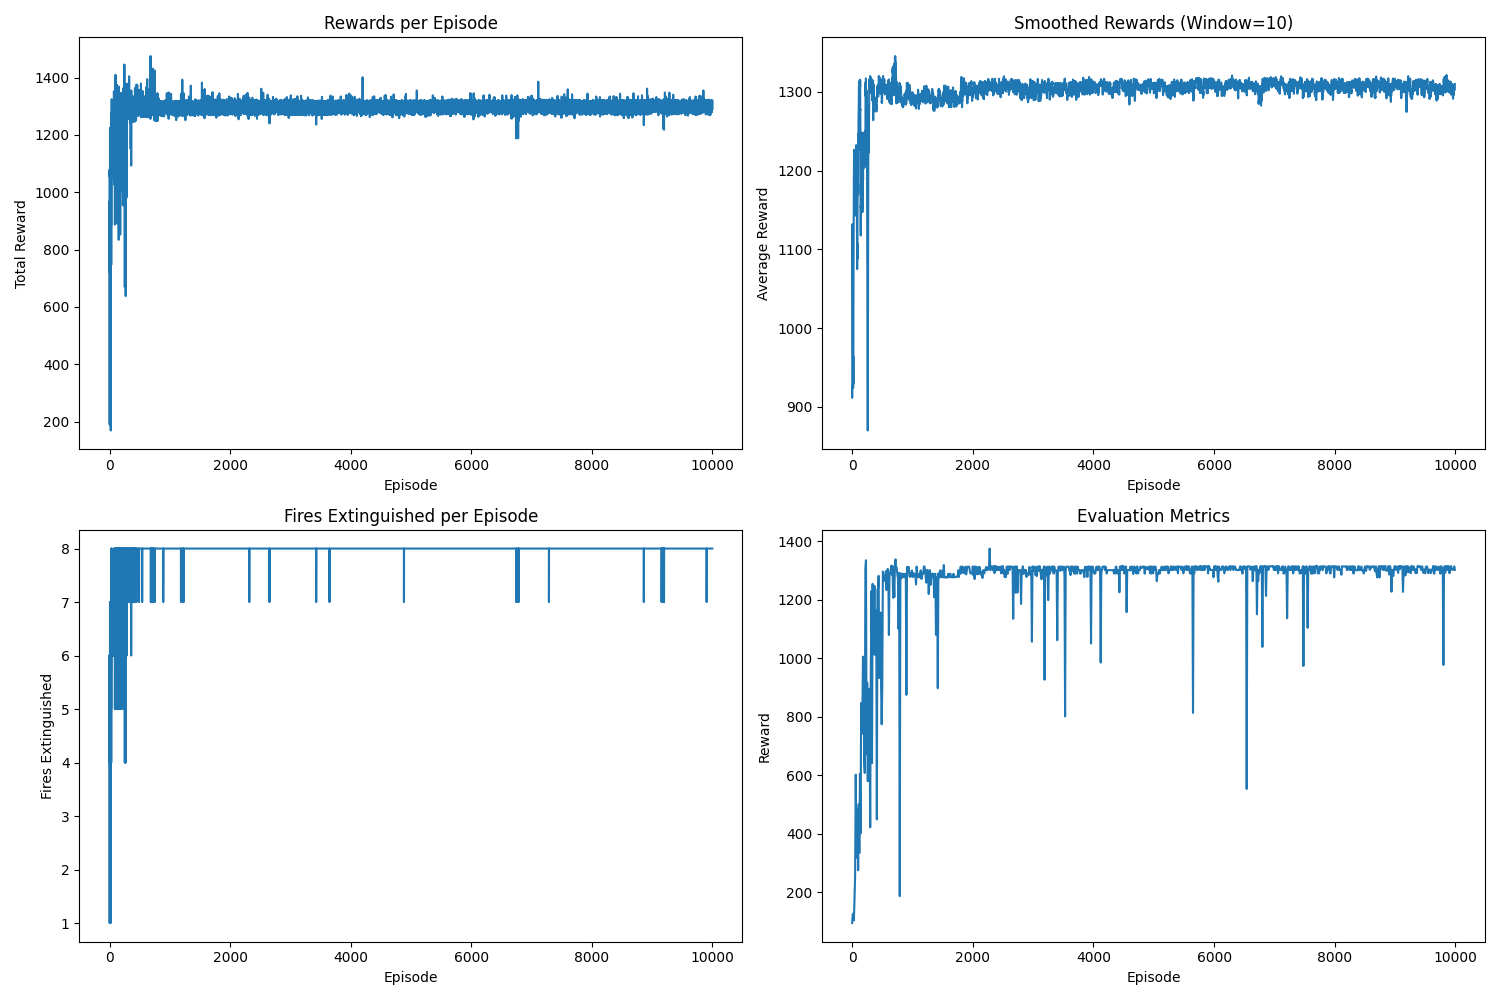 Rewards per Episode
1400
1200
1000
800
600
400
200
Total Reward
0 2000 4000 6000 8000 10000
Episode
Smoothed Rewards (Window=10)
1300
1200
1100
1000
900
Average Reward
0 2000 4000 6000 8000 10000
Episode
Fires Extinguished per Episode
8
7
6
5
4
3
2
1
Fires Extinguished
0 2000 4000 6000 8000 10000
Episode
Evaluation Metrics
1400
1200
1000
800
600
400
200
Reward
0 2000 4000 6000 8000 10000
Episode